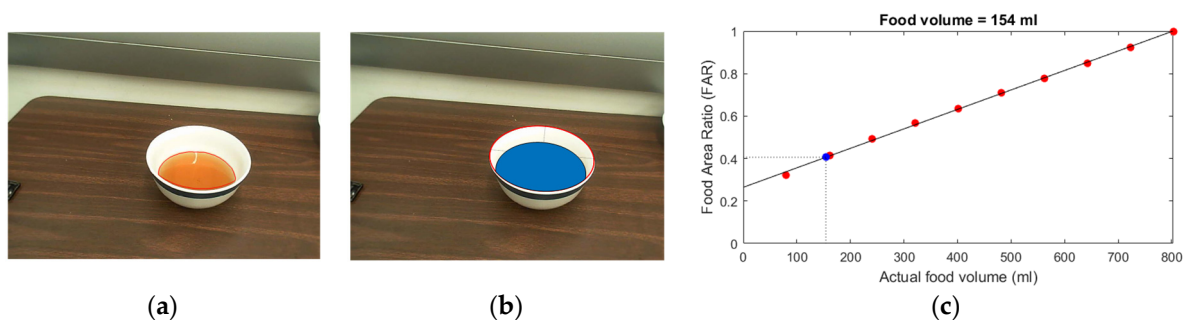 Food volume = 154 ml
Food Area Ratio (FAR)
1
0.8
0.6
0.4
0.2
0
0 100 200 300 400 500 600 700 800
Actual food volume (ml)
(a) (b) (c)